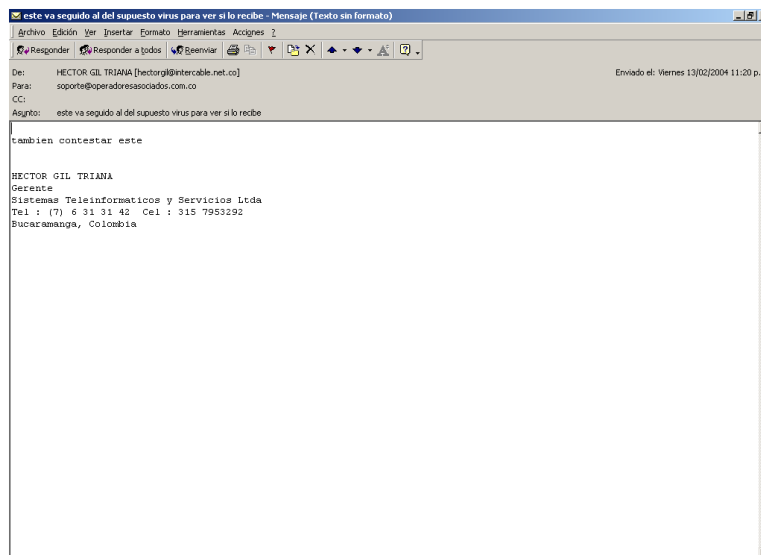 este va seguido al del supuesto virus para ver si lo recibe - Mensaje (Texto sin formato)
Archivo Edición Ver Insertar Formato Herramientas Acciones ?
Responder Responder a todos Reenviar
De: HECTOR GIL TRIANA [hectorgil@intercable.net.co] Enviado el: Viernes 13/02/2004 11:20 p.
Para: soporte@operadoresasociados.com.co
CC:
Asunto: este va seguido al del supuesto virus para ver si lo recibe
tambien contestar este
HECTOR GIL TRIANA
Gerente
Sistemas Teleinformaticos y Servicios Ltda
Tel : (7) 6 31 31 42 Cel : 315 7953292
Bucaramanga, Colombia